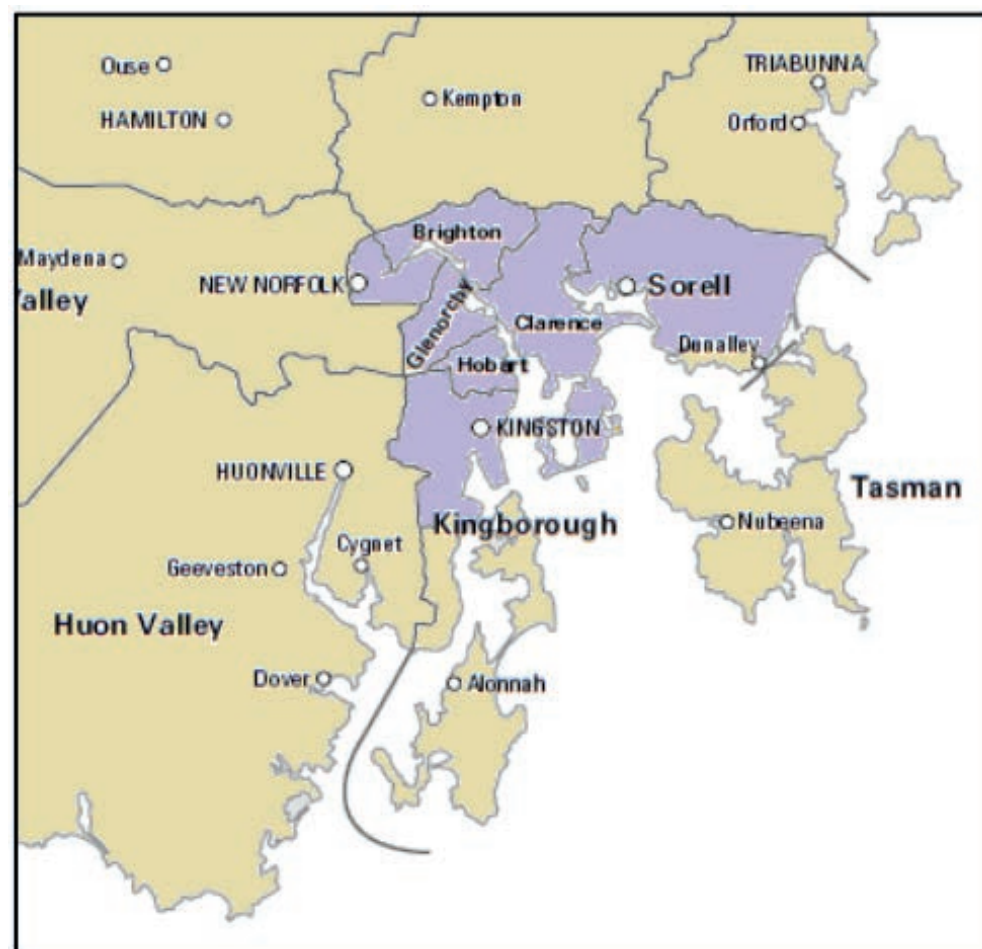 Ouse
TRIABUNNA
Kempton
HAMILTON
Orford
Brighton
Maydena
NEW NORFOLK
Sorell
alley
Glenorchy
Clarence
Dunalley
Hobart
KINGSTON
HUONVILLE
Tasman
Kingborough
Nubeena
Cygnet
Geeveston
Huon Valley
Dover
Alonnah